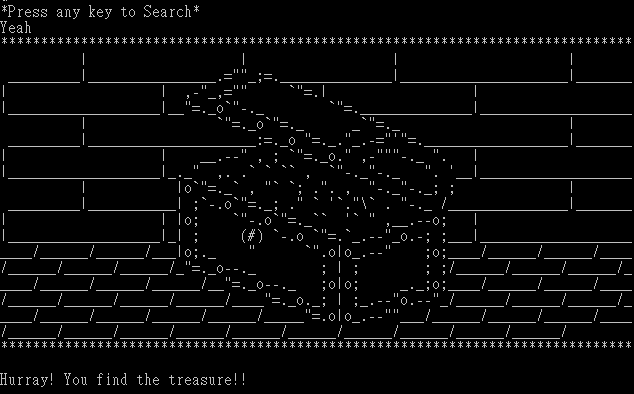 *Press any key to Search*
Yeah
Hurray! You find the treasure!!